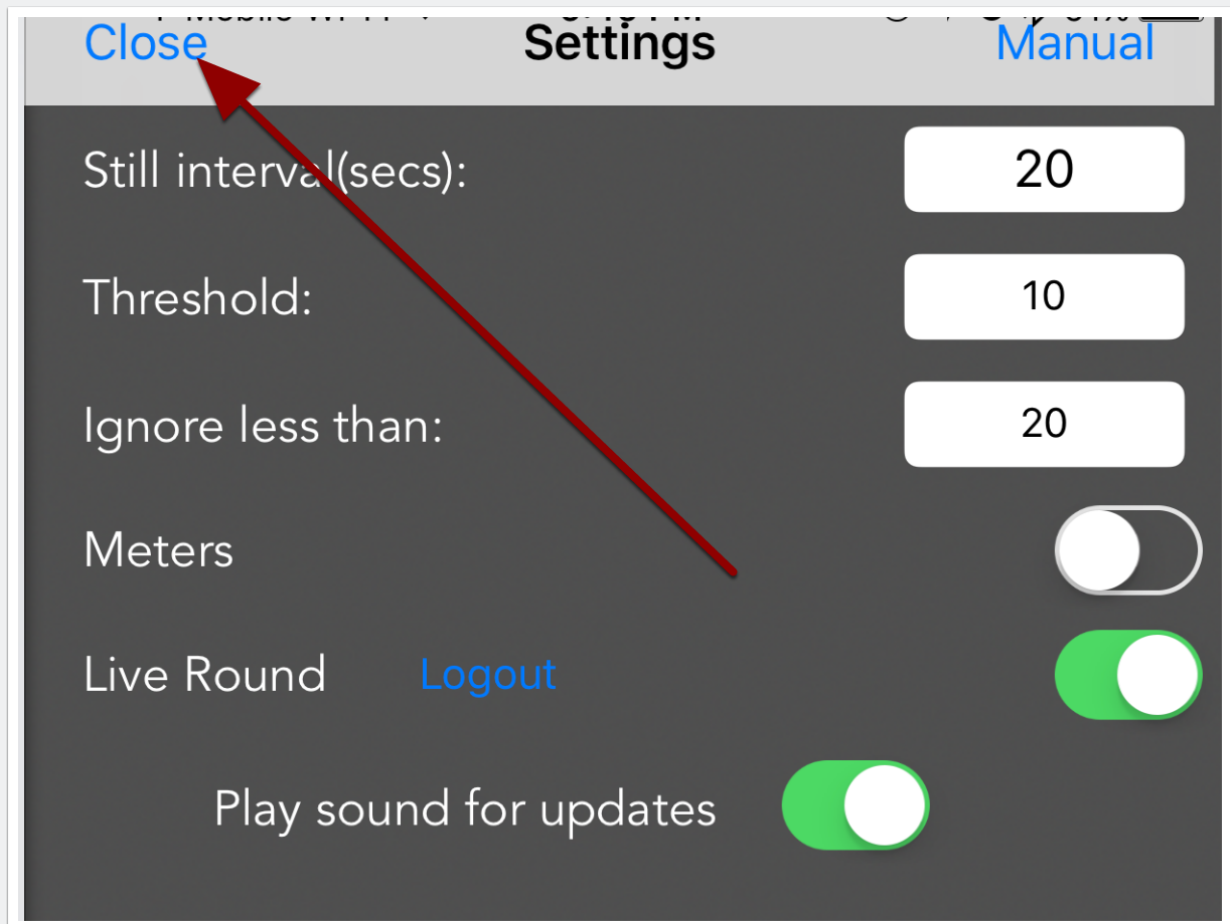 Close Settings Manual
Still interval(secs): 20
Threshold: 10
Ignore less than: 20
Meters
Live Round Logout
Play sound for updates